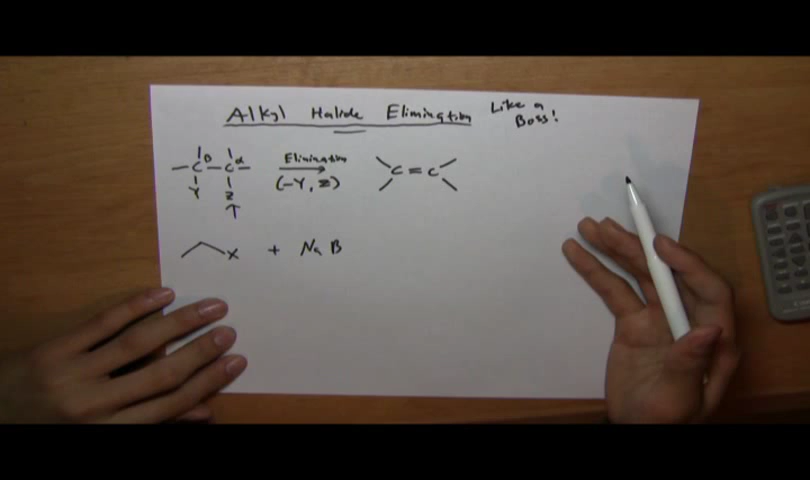 Alkyl Halide Elimination Like a
Boss!
— C β — C α — Elimination C = C
Y Z (-Y, Z)
X + Na B